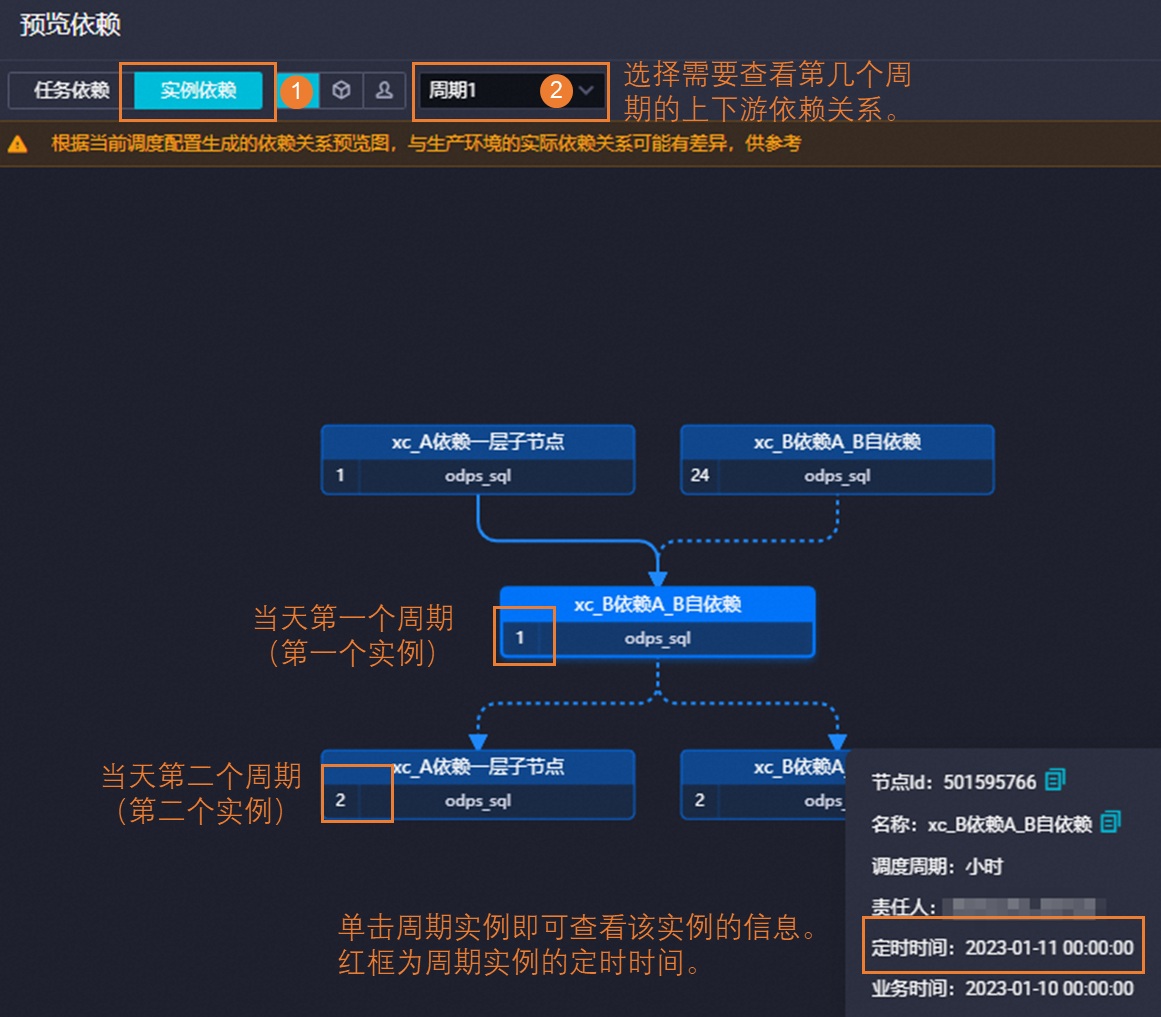 预览依赖
任务依赖
实例依赖
1
周期1
2
选择需要查看第几个周
期的上下游依赖关系。
根据当前调度配置生成的依赖关系预览图，与生产环境的实际依赖关系可能有差异，供参考
xc_A依赖一层子节点
1
odps_sql
xc_B依赖A_B自依赖
24
odps_sql
当天第一个周期
（第一个实例）
xc_B依赖A_B自依赖
1
odps_sql
当天第二个周期
（第二个实例）
xc_A依赖一层子节点
2
odps_sql
xc_B依赖A_
2
odps_
节点Id：501595766
名称：xc_B依赖A_B自依赖
调度周期：小时
责任人：
定时时间：2023-01-11 00:00:00
业务时间：2023-01-10 00:00:00
单击周期实例即可查看该实例的信息。
红框为周期实例的定时时间。